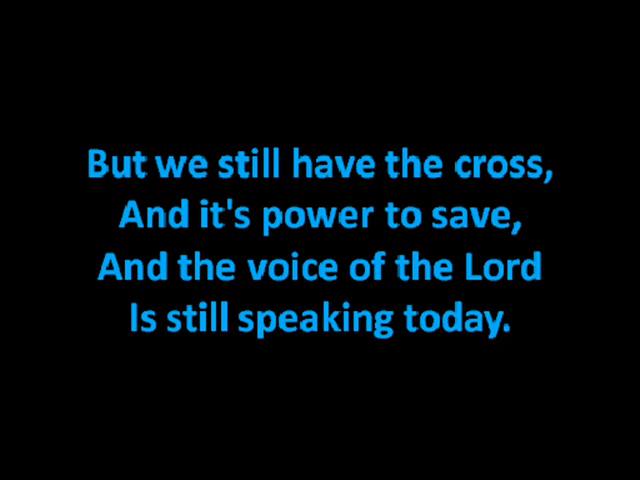 But we still have the cross,
And it's power to save,
And the voice of the Lord
Is still speaking today.